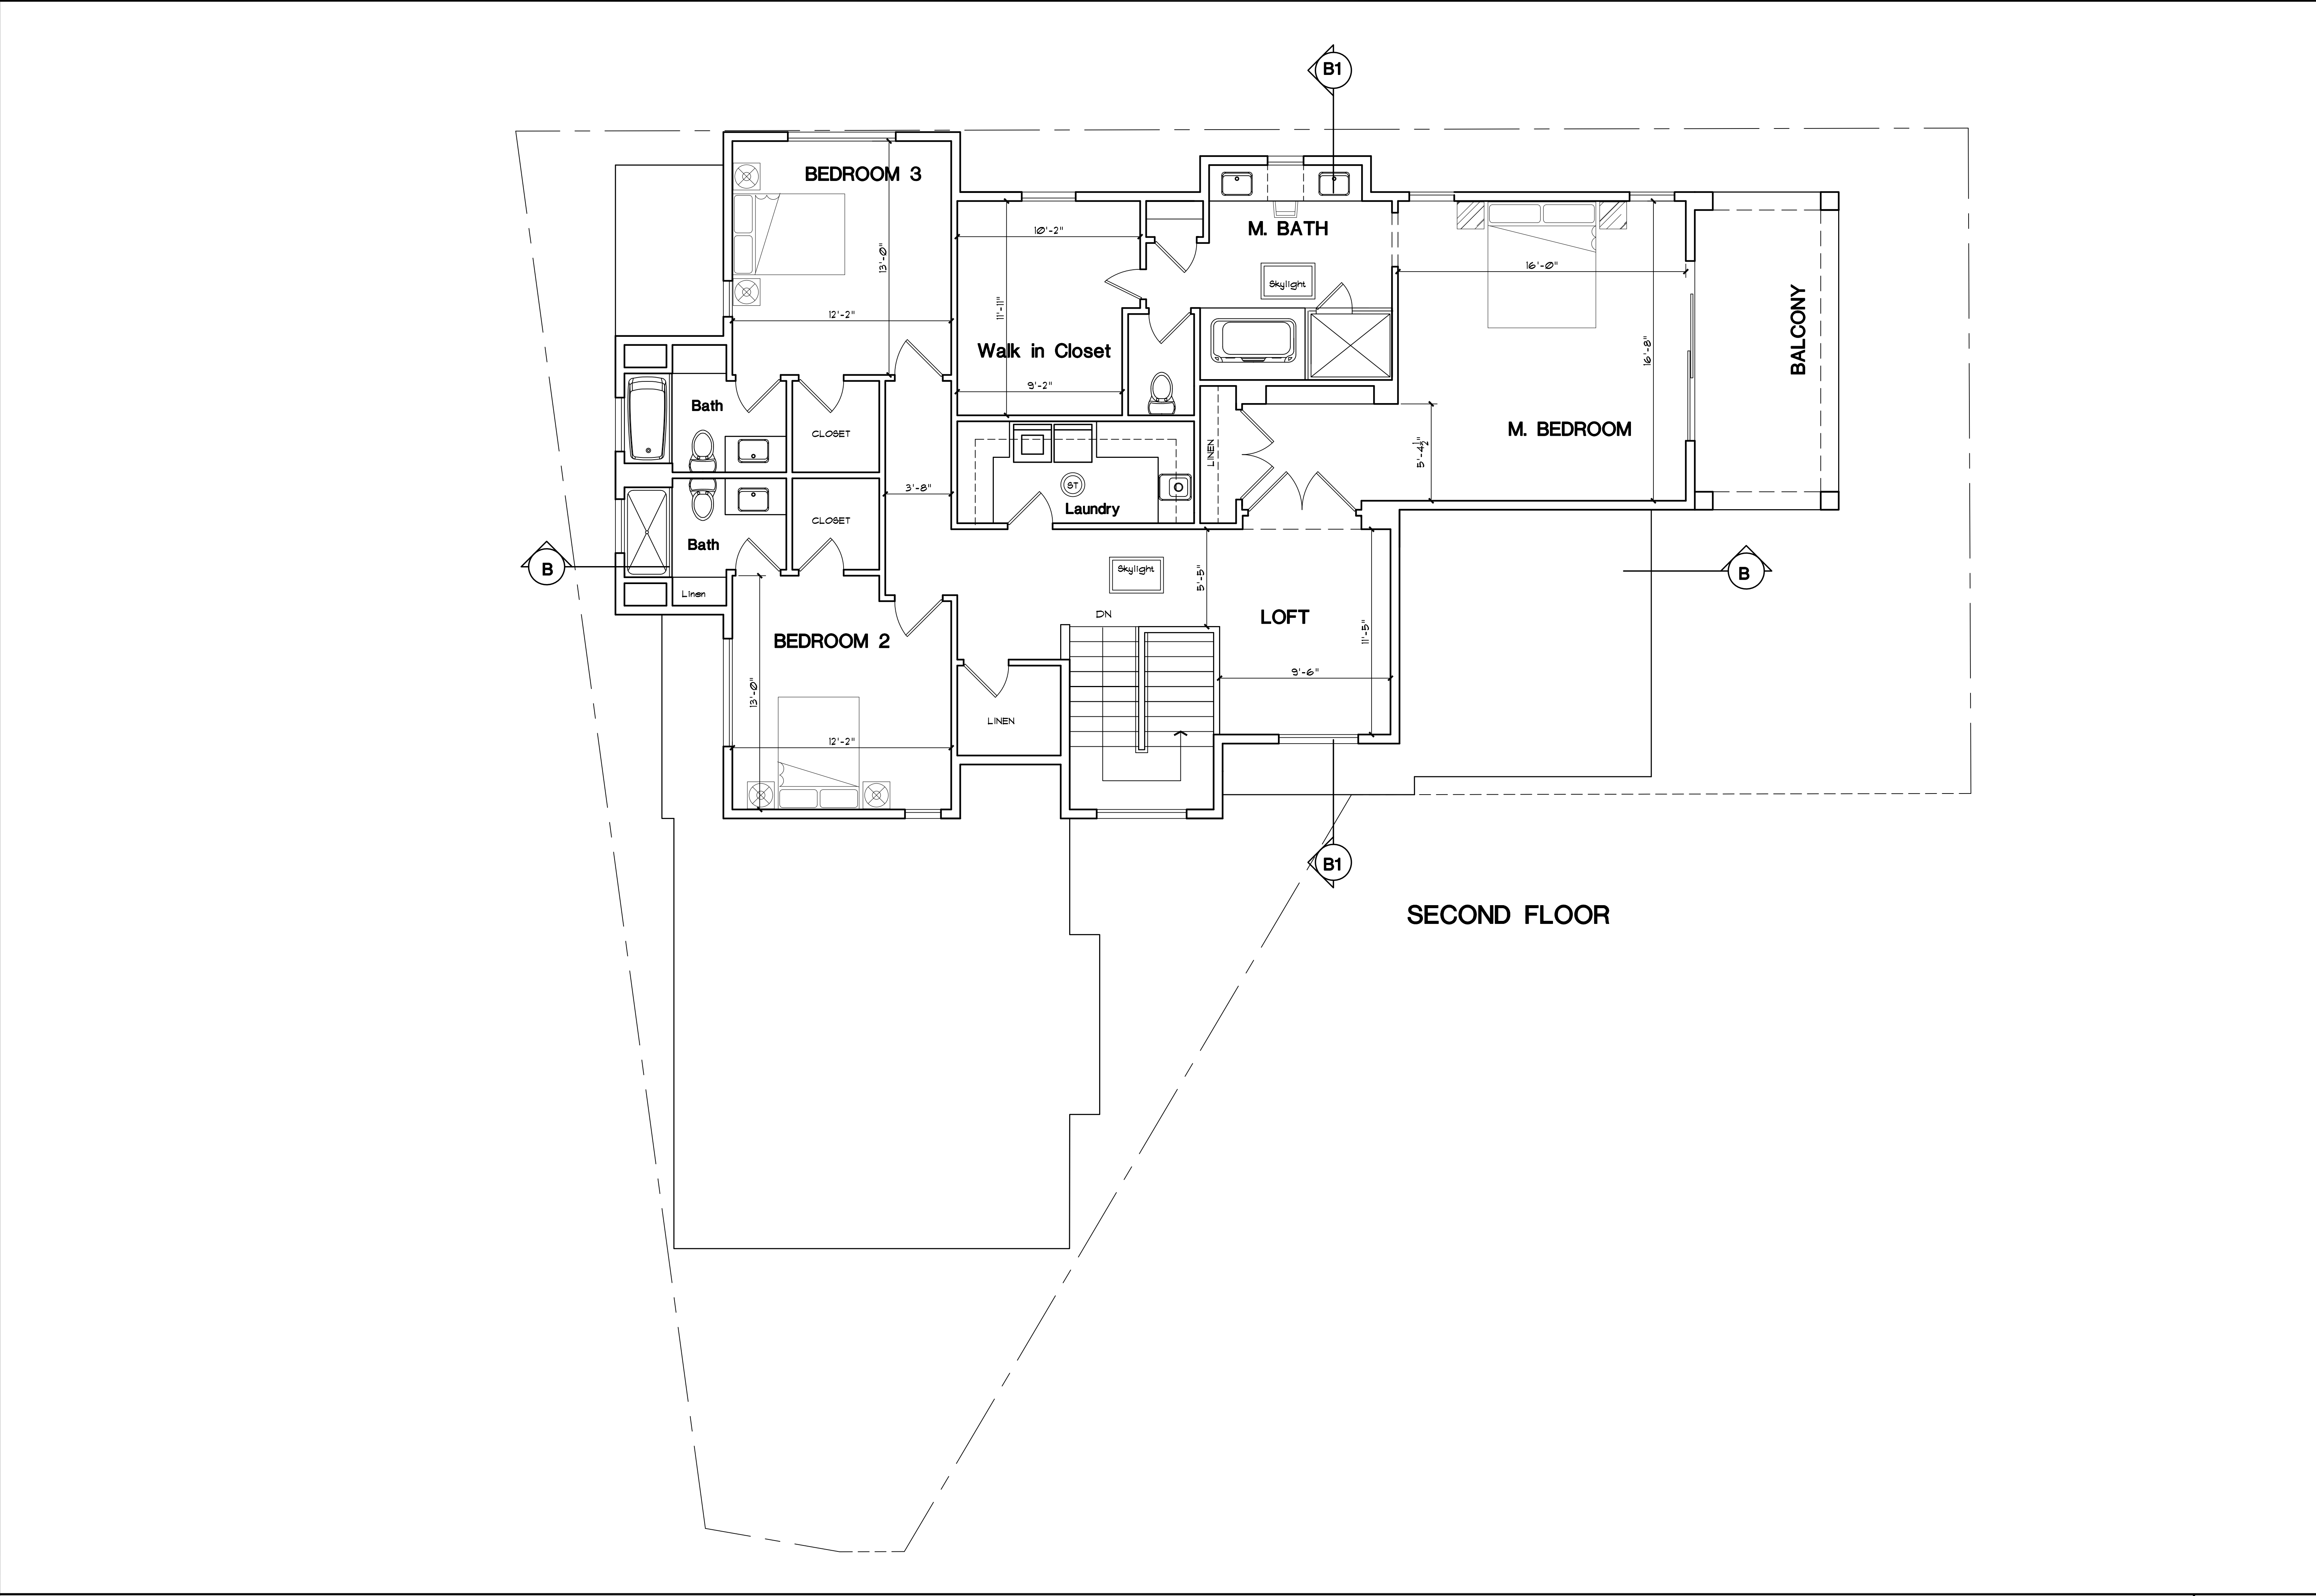 B1
BEDROOM 3
M. BATH
10'-2"
13'-0"
16'-0"
Skylight
11'-11"
12'-2"
BALCONY
Walk in Closet
16'-8"
9'-2"
Bath
CLOSET
M. BEDROOM
LINEN
5'-4½"
ST
3'-8"
Laundry
CLOSET
Bath
B
Skylight
B
5'-5"
Linen
DN
LOFT
11'-5"
BEDROOM 2
9'-6"
13'-0"
LINEN
12'-2"
B1
SECOND FLOOR